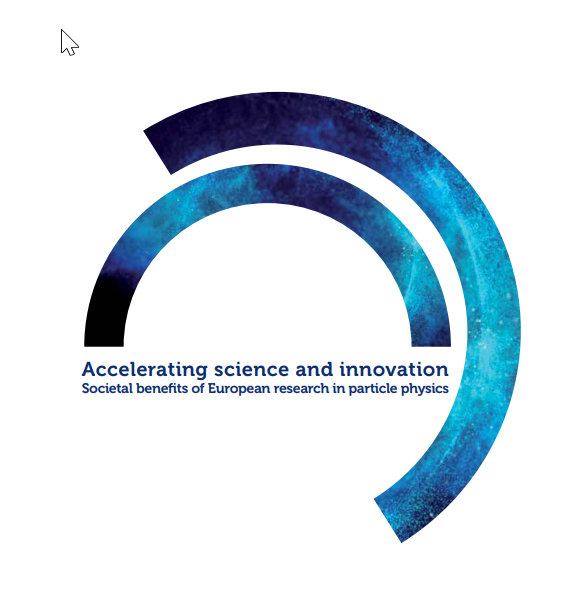 Accelerating science and innovation
Societal benefits of European research in particle physics